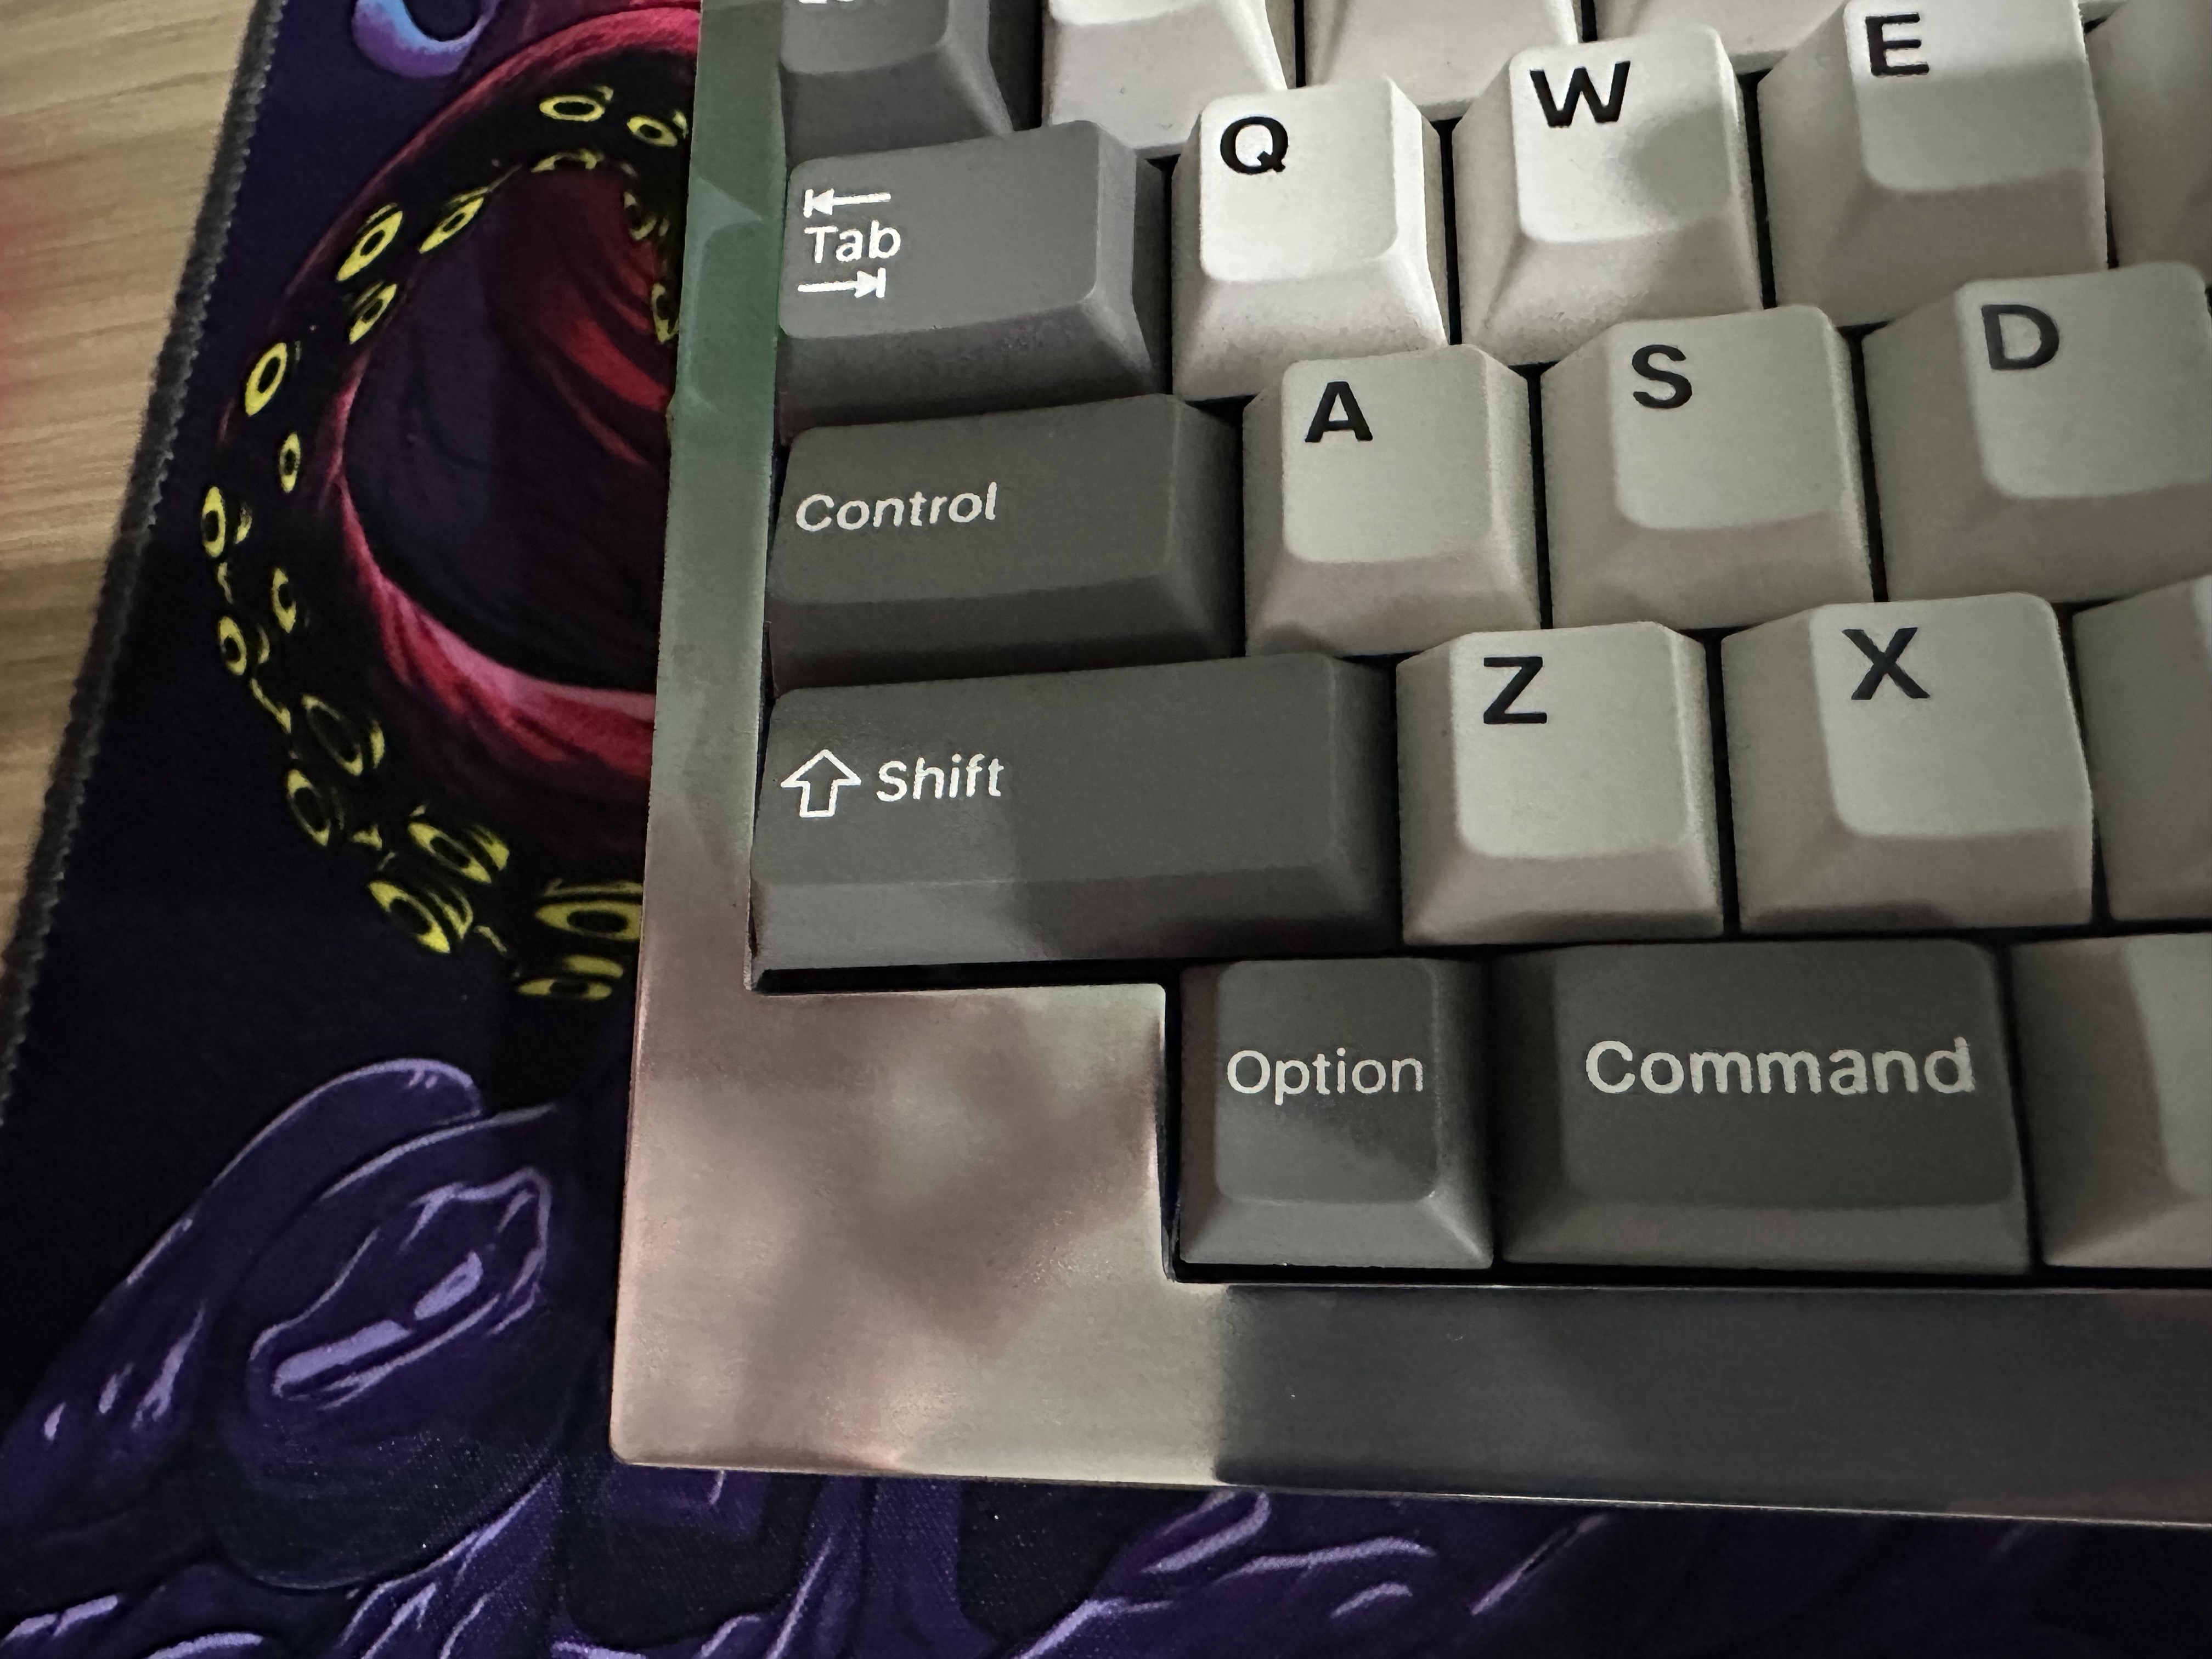 Q W E
Tab
Control A S D
Shift Z X
Option Command